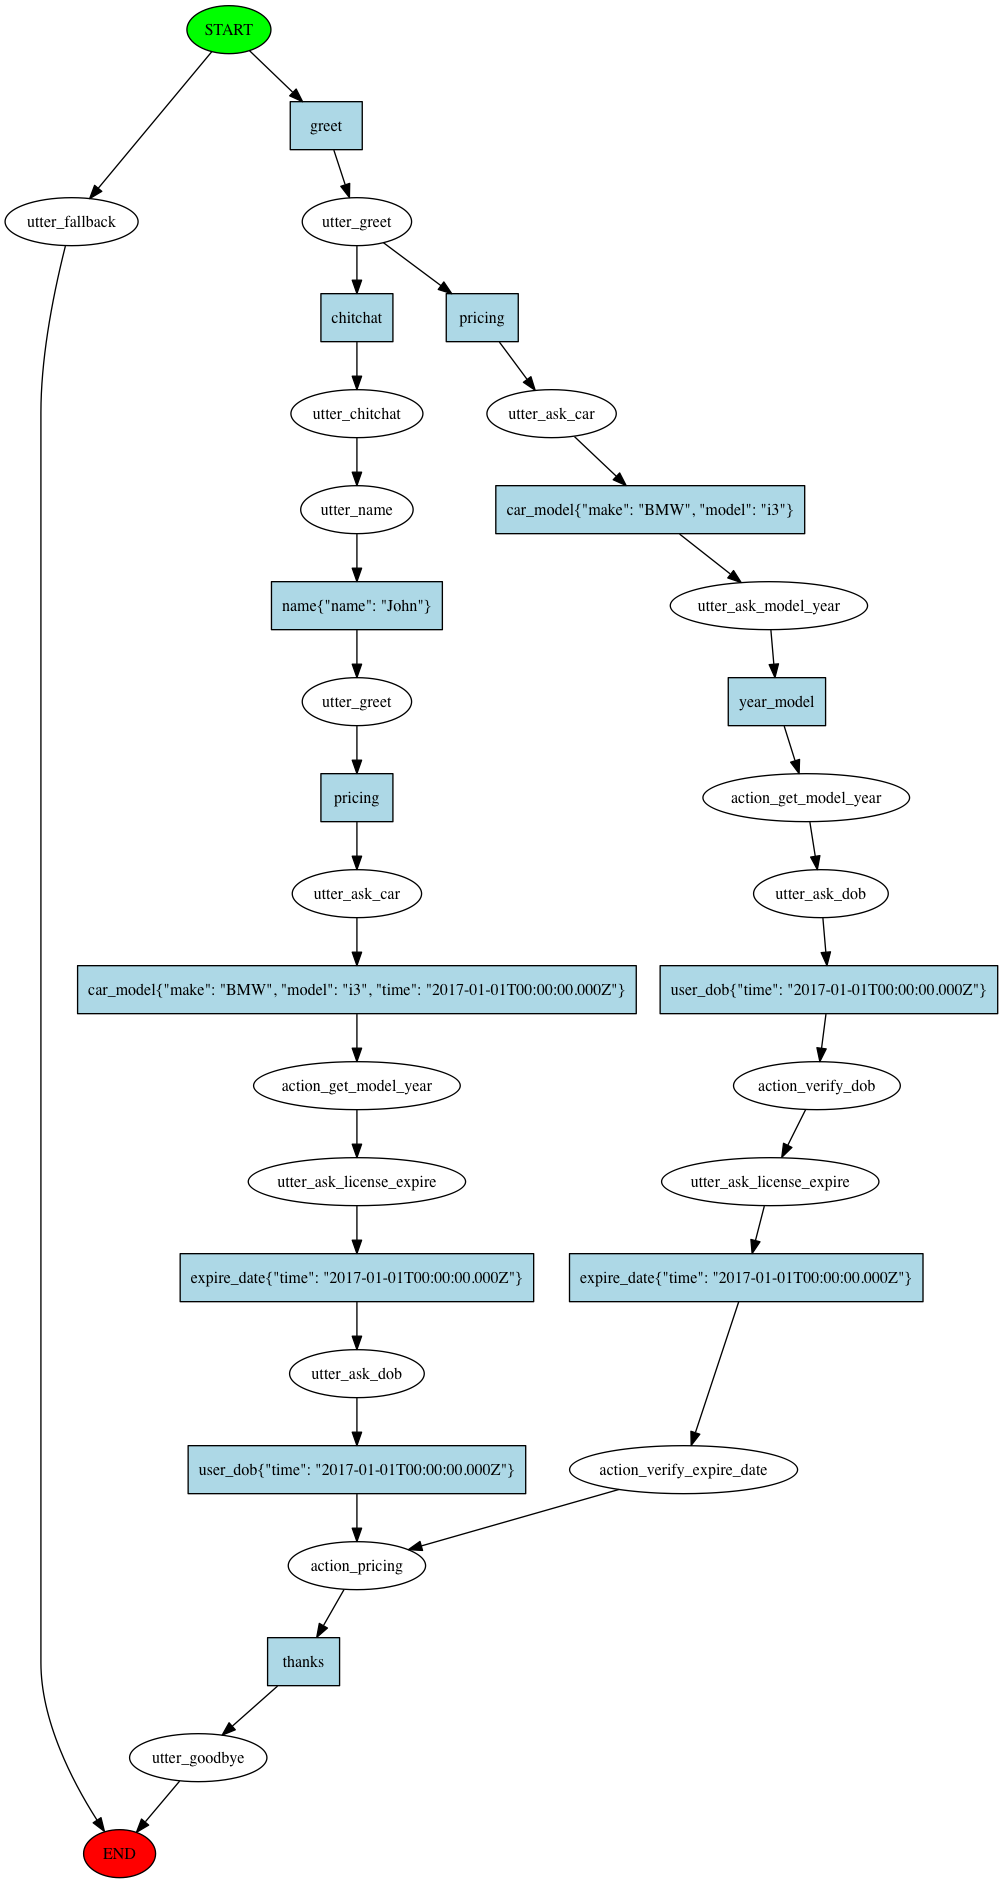 START
greet
utter_fallback
utter_greet
chitchat
pricing
utter_chitchat
utter_ask_car
utter_name
car_model{"make": "BMW", "model": "i3"}
name{"name": "John"}
utter_ask_model_year
utter_greet
year_model
pricing
action_get_model_year
utter_ask_car
utter_ask_dob
car_model{"make": "BMW", "model": "i3", "time": "2017-01-01T00:00:00.000Z"}
user_dob{"time": "2017-01-01T00:00:00.000Z"}
action_get_model_year
action_verify_dob
utter_ask_license_expire
utter_ask_license_expire
expire_date{"time": "2017-01-01T00:00:00.000Z"}
expire_date{"time": "2017-01-01T00:00:00.000Z"}
utter_ask_dob
user_dob{"time": "2017-01-01T00:00:00.000Z"}
action_verify_expire_date
action_pricing
thanks
utter_goodbye
END